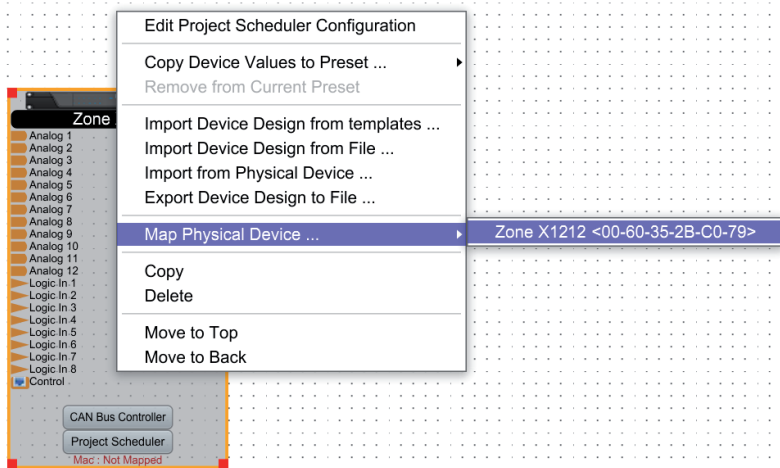 Edit Project Scheduler Configuration
Copy Device Values to Preset ...
Remove from Current Preset
Import Device Design from templates ...
Import Device Design from File ...
Import from Physical Device ...
Export Device Design to File ...
Map Physical Device ...
Zone X1212 <00-60-35-2B-C0-79>
Copy
Delete
Move to Top
Move to Back
Zone
Analog 1
Analog 2
Analog 3
Analog 4
Analog 5
Analog 6
Analog 7
Analog 8
Analog 9
Analog 10
Analog 11
Analog 12
Logic In 1
Logic In 2
Logic In 3
Logic In 4
Logic In 5
Logic In 6
Logic In 7
Logic In 8
Control
CAN Bus Controller
Project Scheduler
Mac : Not Mapped